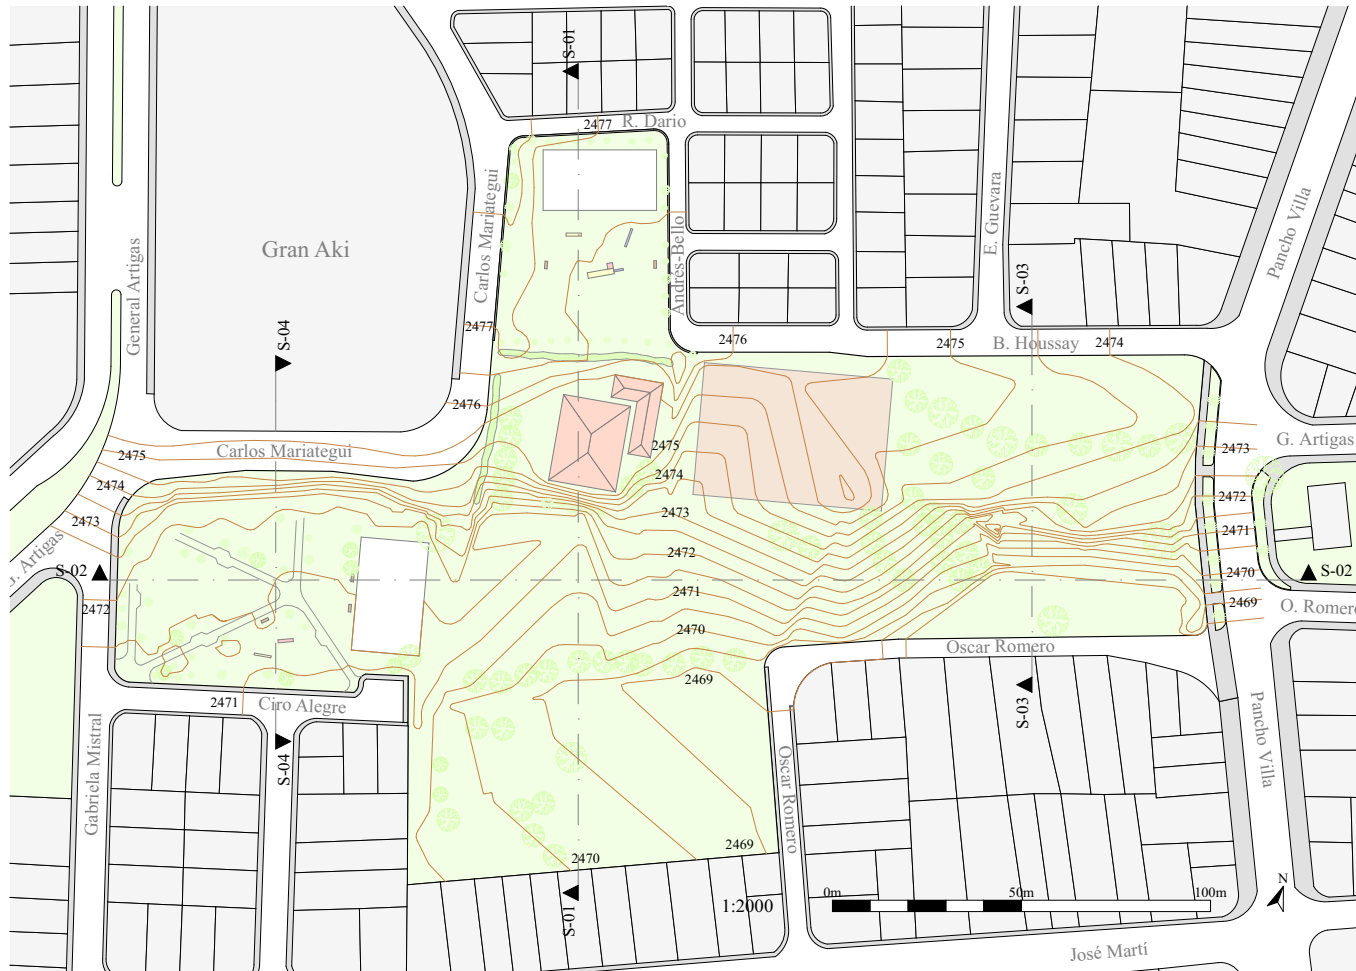 S-01
2477
R. Dario
Carlos Mariategui
Andrés-Bello
E. Guevara
Pancho Villa
General Artigas
Gran Aki
S-04
S-03
2477
2476
2475
B. Houssay
2474
2476
Carlos Mariategui
2475
2475
2474
2474
2473
2473
G. Artigas
2473
2472
2472
2471
G. Artigas
S-02
2470
S-02
2472
2471
2469
O. Romero
2470
Oscar Romero
2469
2471
Ciro Alegre
S-03
Gabriela Mistral
S-04
Oscar Romero
Pancho Villa
2469
2470
S-01
1:2000
0m
50m
100m
N
José Martí